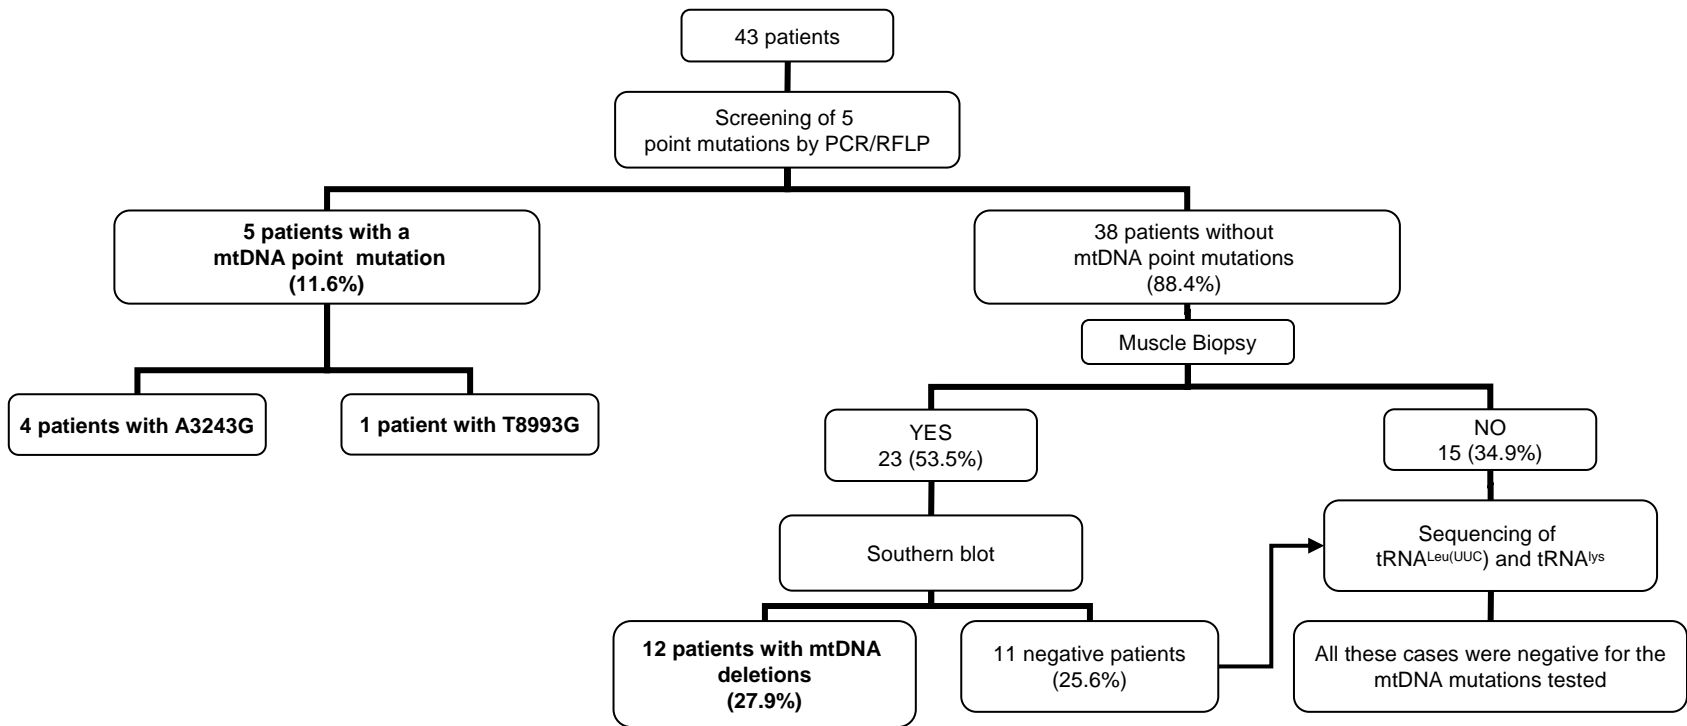 43 patients
Screening of 5
point mutations by PCR/RFLP
5 patients with a
mtDNA point mutation
(11.6%)
38 patients without
mtDNA point mutations
(88.4%)
Muscle Biopsy
4 patients with A3243G
1 patient with T8993G
YES
23 (53.5%)
NO
15 (34.9%)
Southern blot
Sequencing of
tRNALeu(UUC) and tRNAlys
12 patients with mtDNA
deletions
(27.9%)
11 negative patients
(25.6%)
All these cases were negative for the
mtDNA mutations tested